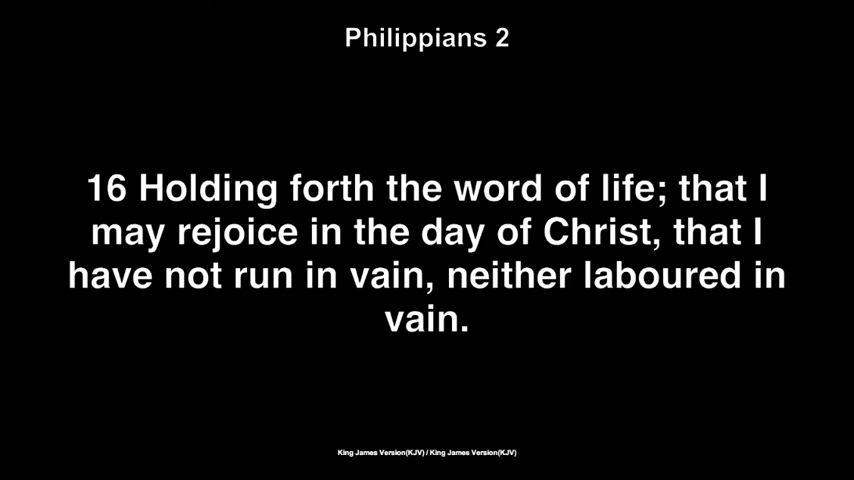 Philippians 2
16 Holding forth the word of life; that I
may rejoice in the day of Christ, that I
have not run in vain, neither laboured in
vain.
King James Version(KJV) / King James Version(KJV)